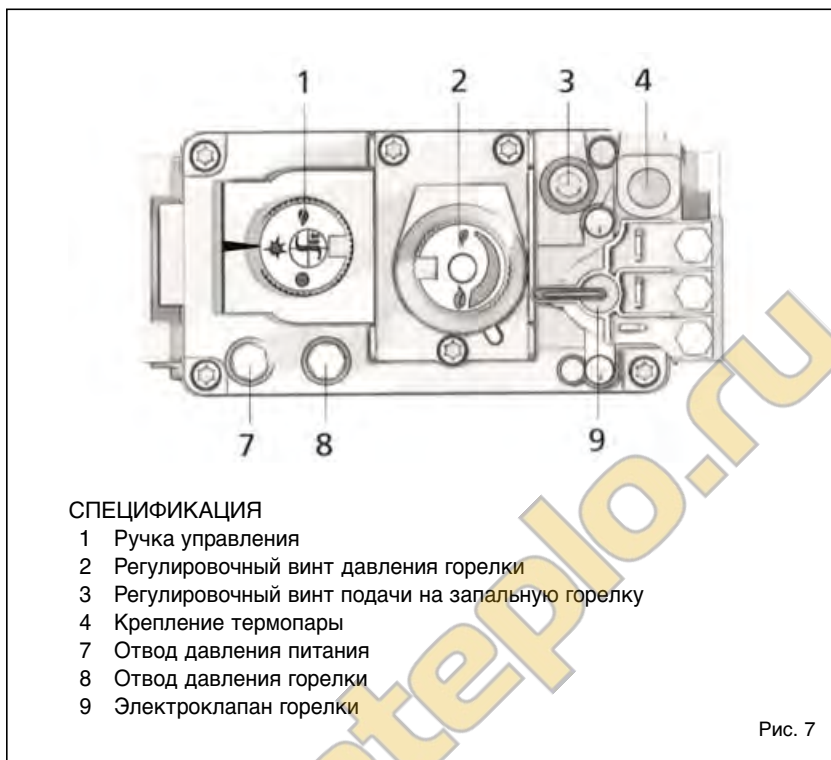 1 2 3 4
7 8 9
СПЕЦИФИКАЦИЯ
1 Ручка управления
2 Регулировочный винт давления горелки
3 Регулировочный винт подачи на запальную горелку
4 Крепление термопары
7 Отвод давления питания
8 Отвод давления горелки
9 Электроклапан горелки
Рис. 7
nteplo.ru